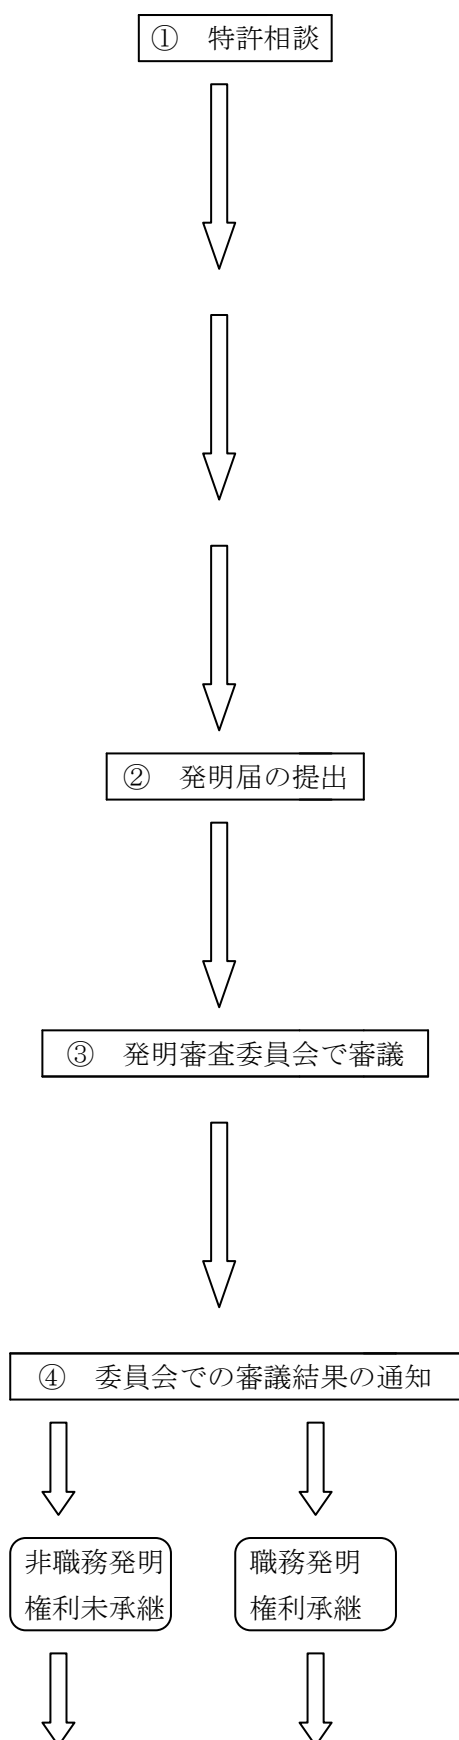 ①　特許相談
②　発明届の提出
③　発明審査委員会で審議
④　委員会での審議結果の通知
非職務発明
権利未承継
職務発明
権利承継